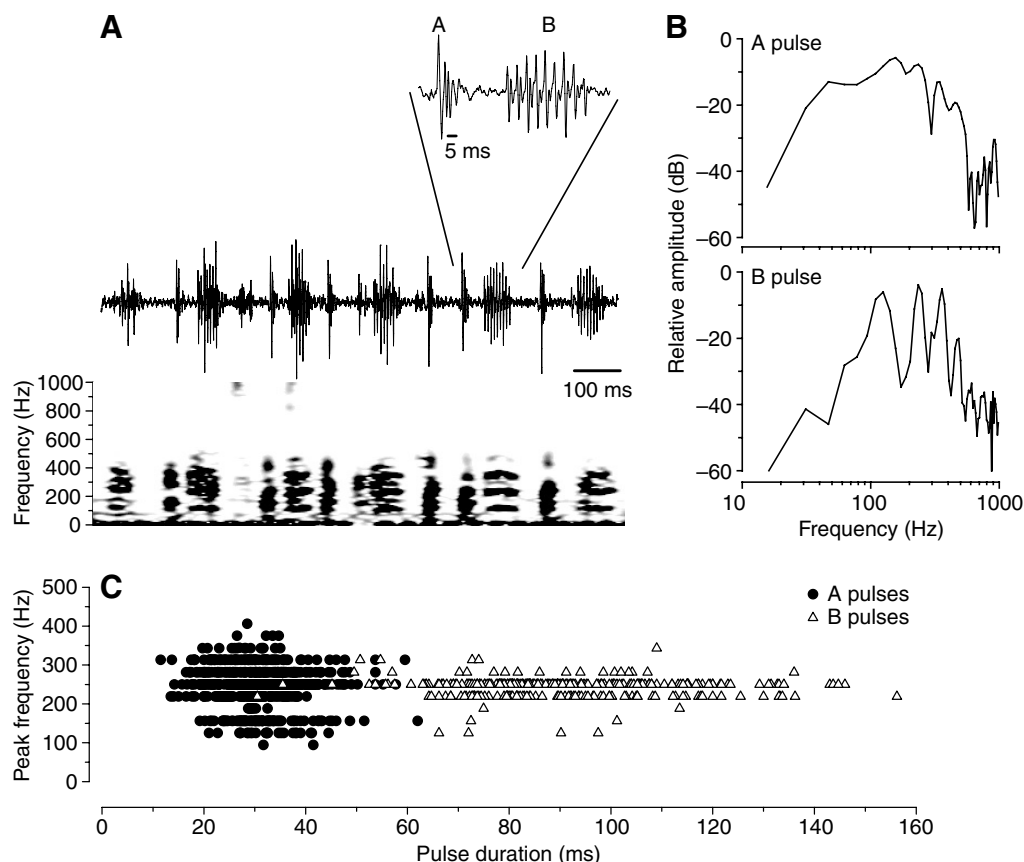 A
A B
5 ms
100 ms
Frequency (Hz)
1000
800
600
400
200
0
B
A pulse
0
–20
–40
–60
B pulse
0
–20
–40
–60
Relative amplitude (dB)
10 100 1000
Frequency (Hz)
C
A pulses
B pulses
Peak frequency (Hz)
500
400
300
200
100
0
0 20 40 60 80 100 120 140 160
Pulse duration (ms)